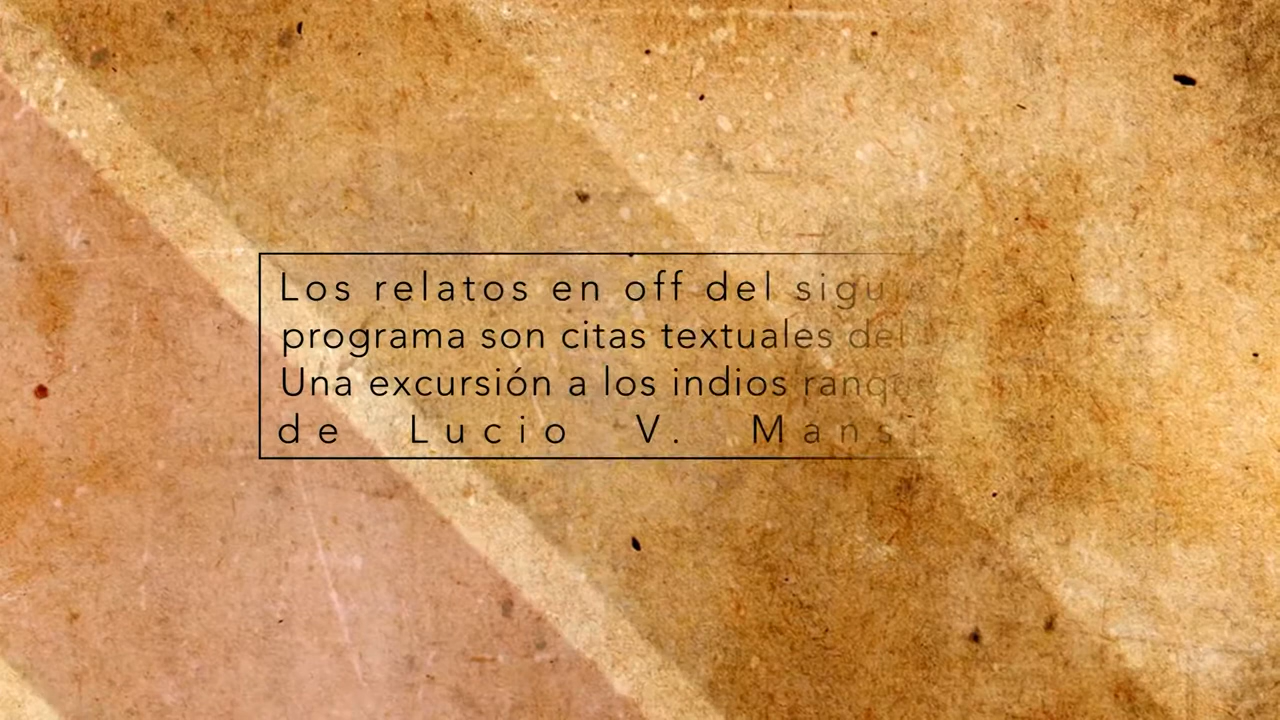 Los relatos en off del
programa son citas textuales del
Una excursión a los indios
de Lucio V.